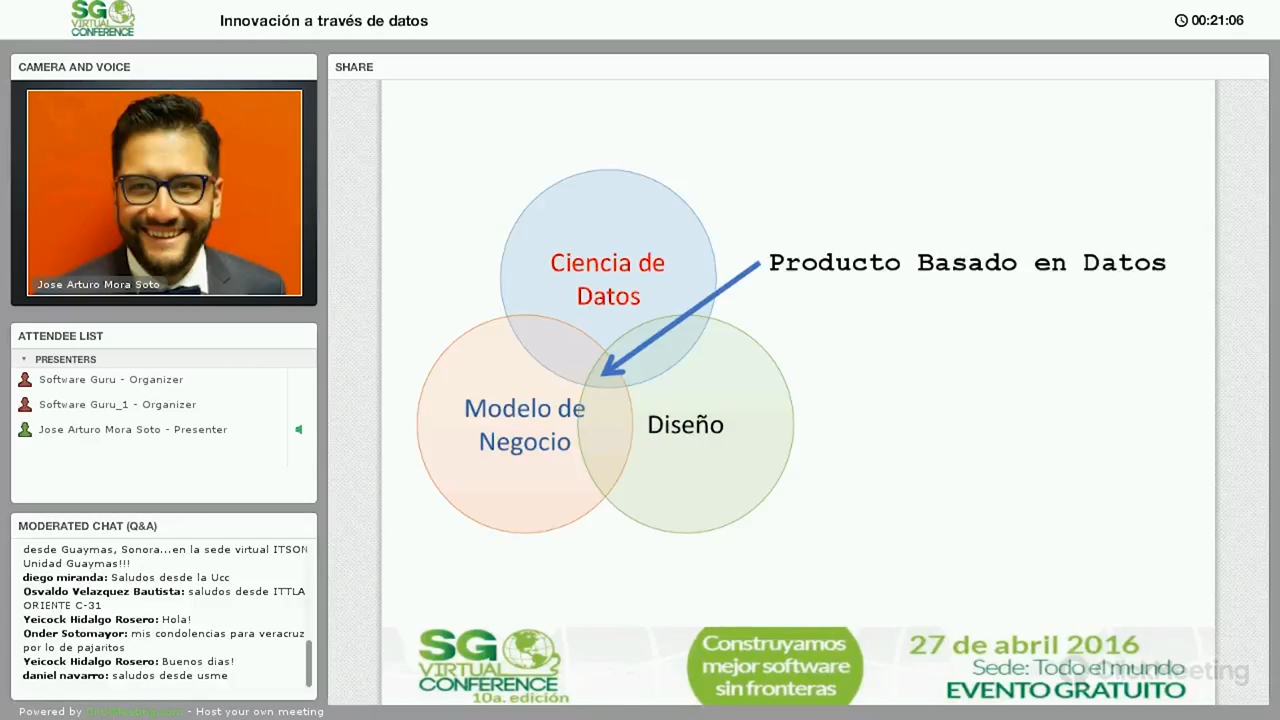 SG
VIRTUAL
CONFERENCE
Innovación a través de datos
00:21:06
CAMERA AND VOICE
Jose Arturo Mora Soto
ATTENDEE LIST
PRESENTERS
Software Guru - Organizer
Software Guru_1 - Organizer
Jose Arturo Mora Soto - Presenter
MODERATED CHAT (Q&A)
desde Guaymas, Sonora...en la sede virtual ITSON
Unidad Guaymas!!!
diego miranda: Saludos desde la Ucc
Osvaldo Velazquez Bautista: saludos desde ITTLA
ORIENTE C-31
Yeicock Hidalgo Rosero: Hola!
Onder Sotomayor: mis condolencias para veracruz
por lo de pajaritos
Yeicock Hidalgo Rosero: Buenos dias!
daniel navarro: saludos desde usme
Powered by ClickMeeting.com - Host your own meeting
SHARE
Ciencia de
Datos
Producto Basado en Datos
Modelo de
Negocio
Diseño
SG
VIRTUAL
CONFERENCE
10a. edición
Construyamos
mejor software
sin fronteras
27 de abril 2016
Sede: Todo el mundo
EVENTO GRATUITO
ClickMeeting